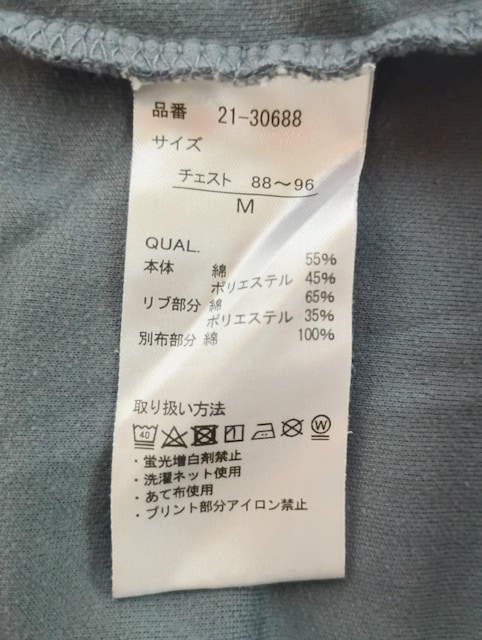 品番 21-30688
サイズ
チェスト 88～96
M
QUAL.
本体 綿 55%
ポリエステル 45%
リブ部分 綿 65%
ポリエステル 35%
別布部分 綿 100%
取り扱い方法
40 W
・蛍光増白剤禁止
・洗濯ネット使用
・あて布使用
・プリント部分アイロン禁止